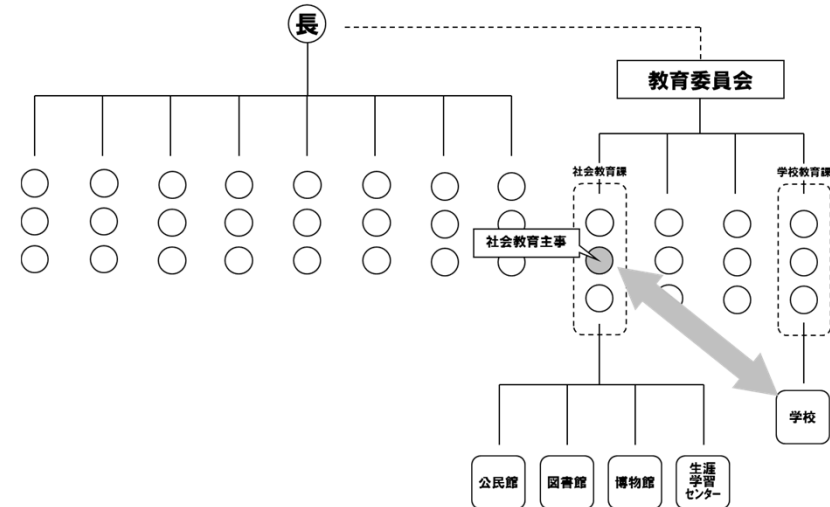 長
教育委員会
社会教育課
学校教育課
社会教育主事
学校
公民館
図書館
博物館
生涯
学習
センター